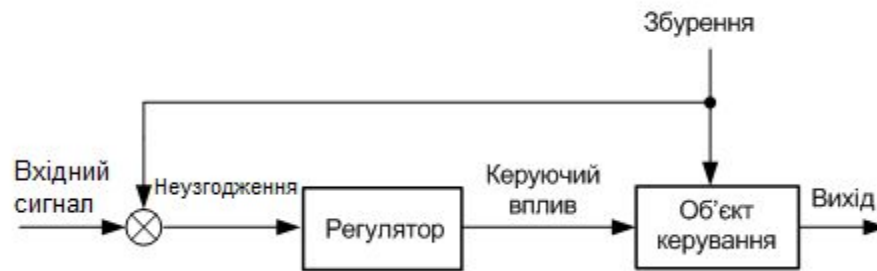 Збурення
Вхідний
сигнал
Неузгодження
Регулятор
Керуючий
вплив
Об’єкт
керування
Вихід